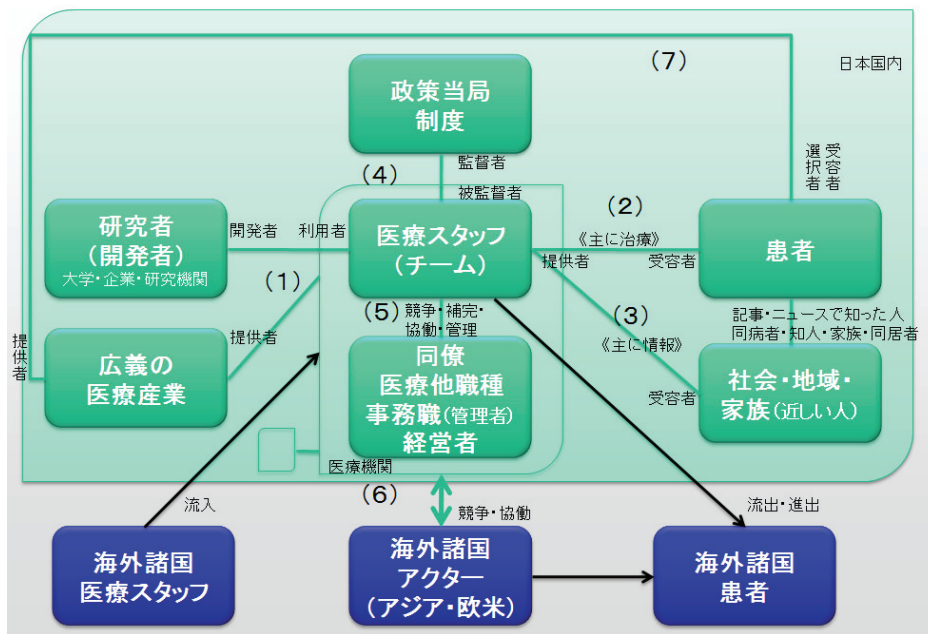 (7)
日本国内
政策当局
制度
監督者
選択者
受容者
(4)
被監督者
研究者
(開発者)
大学・企業・研究機関
開発者
利用者
医療スタッフ
(チーム)
(2)
《主に治療》
提供者
受容者
患者
(1)
(5)
競争・補完・
協働・管理
(3)
《主に情報》
記事・ニュースで知った人
同病者・知人・家族・同居者
提供者
広義の
医療産業
提供者
同僚
医療他職種
事務職(管理者)
経営者
受容者
社会・地域・
家族(近しい人)
医療機関
流入
(6)
競争・協働
流出・進出
海外諸国
医療スタッフ
海外諸国
アクター
(アジア・欧米)
海外諸国
患者